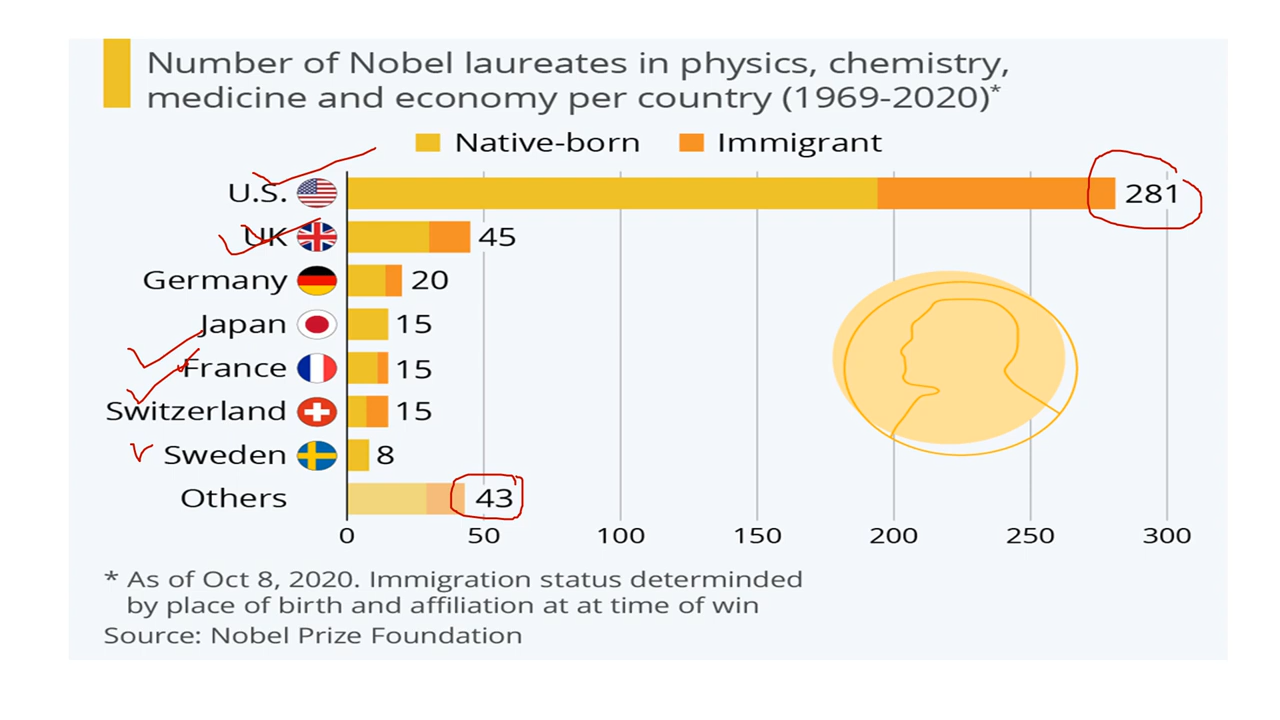 Number of Nobel laureates in physics, chemistry,
medicine and economy per country (1969-2020)*
Native-born Immigrant
U.S. 281
UK 45
Germany 20
Japan 15
France 15
Switzerland 15
Sweden 8
Others 43
0 50 100 150 200 250 300
* As of Oct 8, 2020. Immigration status determinded
by place of birth and affiliation at at time of win
Source: Nobel Prize Foundation